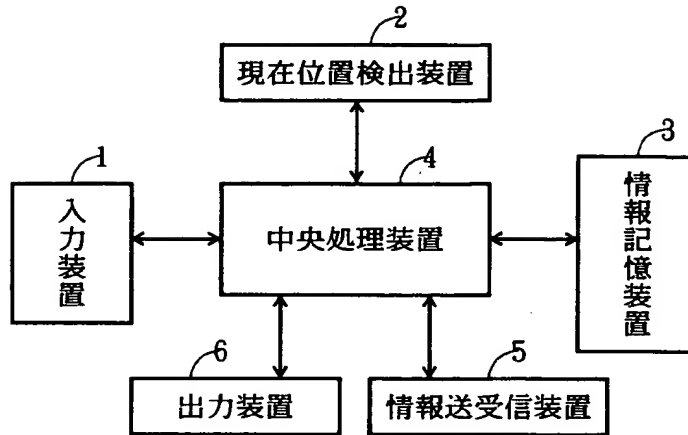 2
現在位置検出装置
1
入力装置
4
中央処理装置
3
情報記憶装置
6
出力装置
5
情報送受信装置